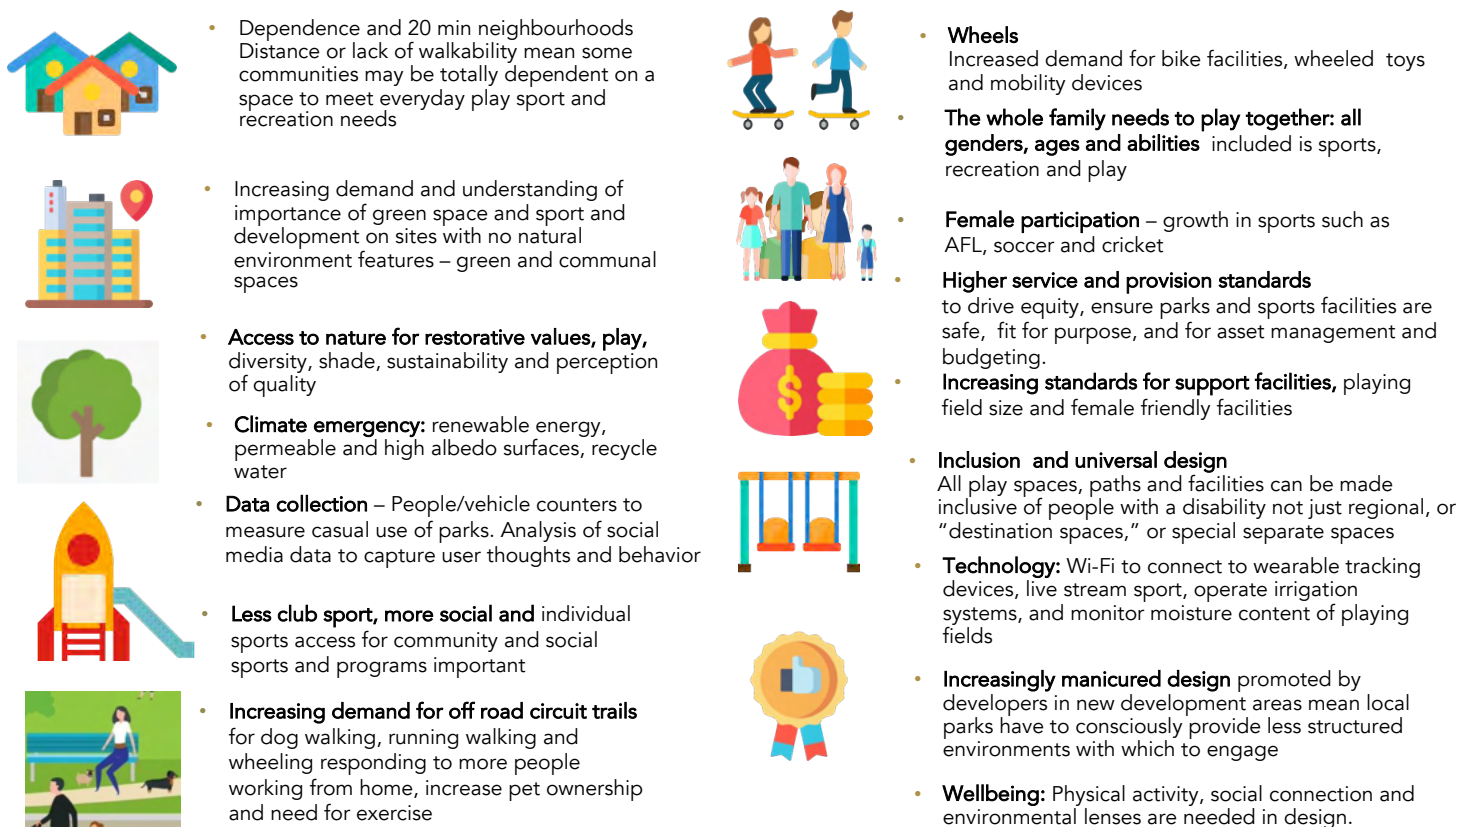 • Dependence and 20 min neighbourhoods
Distance or lack of walkability mean some
communities may be totally dependent on a
space to meet everyday play sport and
recreation needs
• Increasing demand and understanding of
importance of green space and sport and
development on sites with no natural
environment features – green and communal
spaces
• Access to nature for restorative values, play,
diversity, shade, sustainability and perception
of quality
• Climate emergency: renewable energy,
permeable and high albedo surfaces, recycle
water
• Data collection – People/vehicle counters to
measure casual use of parks. Analysis of social
media data to capture user thoughts and behavior
• Less club sport, more social and individual
sports access for community and social
sports and programs important
• Increasing demand for off road circuit trails
for dog walking, running walking and
wheeling responding to more people
working from home, increase pet ownership
and need for exercise
• Wheels
Increased demand for bike facilities, wheeled toys
and mobility devices
• The whole family needs to play together: all
genders, ages and abilities included is sports,
recreation and play
• Female participation – growth in sports such as
AFL, soccer and cricket
• Higher service and provision standards
to drive equity, ensure parks and sports facilities are
safe, fit for purpose, and for asset management and
budgeting.
• Increasing standards for support facilities, playing
field size and female friendly facilities
• Inclusion and universal design
All play spaces, paths and facilities can be made
inclusive of people with a disability not just regional, or
“destination spaces,” or special separate spaces
• Technology: Wi-Fi to connect to wearable tracking
devices, live stream sport, operate irrigation
systems, and monitor moisture content of playing
fields
• Increasingly manicured design promoted by
developers in new development areas mean local
parks have to consciously provide less structured
environments with which to engage
• Wellbeing: Physical activity, social connection and
environmental lenses are needed in design.